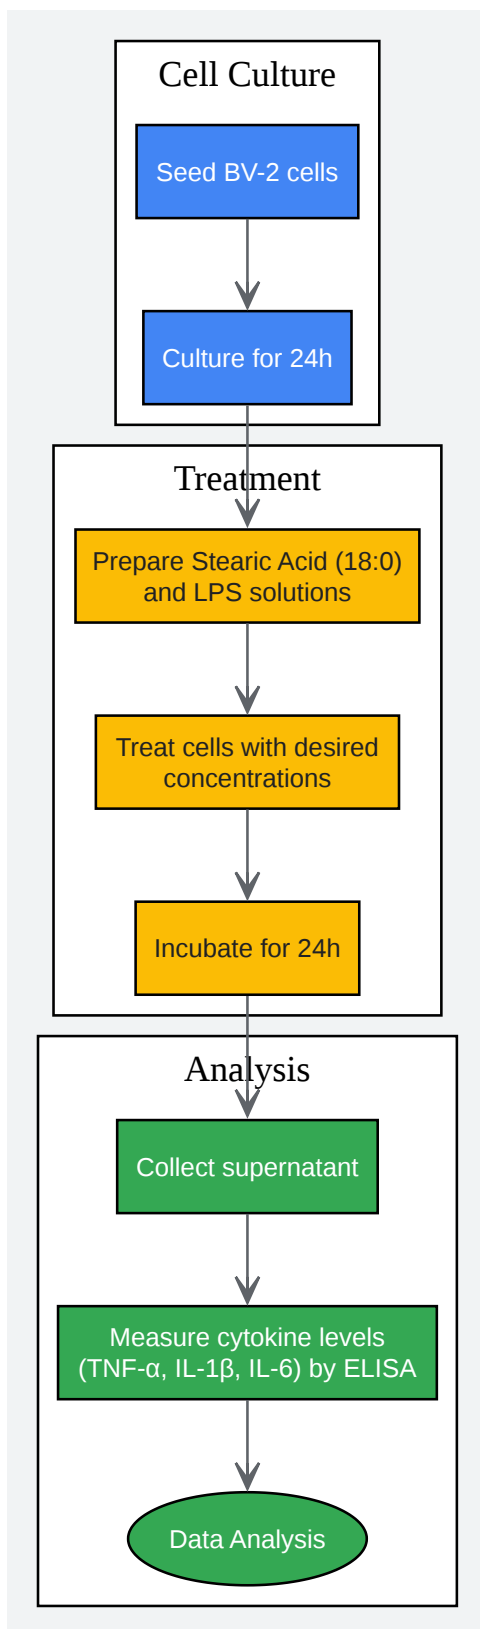 Cell Culture
Seed BV-2 cells
Culture for 24h
Treatment
Prepare Stearic Acid (18:0)
and LPS solutions
Treat cells with desired
concentrations
Incubate for 24h
Analysis
Collect supernatant
Measure cytokine levels
(TNF-α, IL-1β, IL-6) by ELISA
Data Analysis